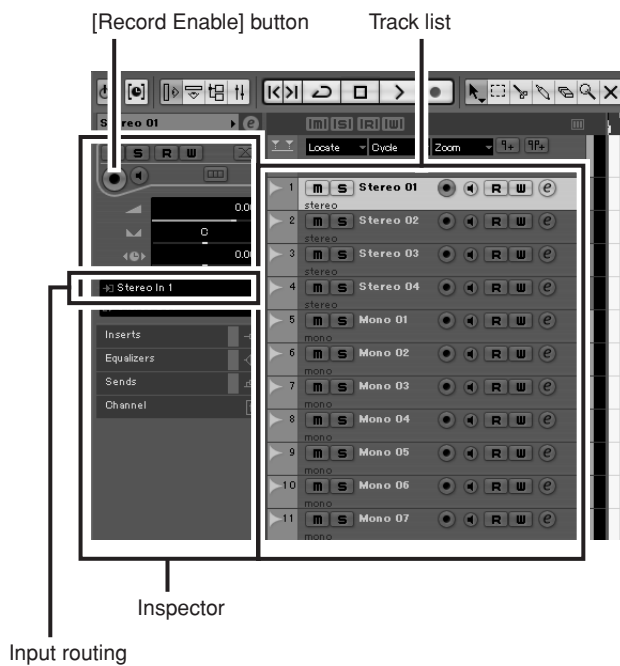 [Record Enable] button
Track list
Stereo 01
e
m S R W
Locate Cycle Zoom
S R W
0.00
C
0.00
Stereo In 1
Inserts
Equalizers
Sends
Channel
1 m S Stereo 01 R W e
stereo
2 m S Stereo 02 R W e
stereo
3 m S Stereo 03 R W e
stereo
4 m S Stereo 04 R W e
stereo
5 m S Mono 01 R W e
mono
6 m S Mono 02 R W e
mono
7 m S Mono 03 R W e
mono
8 m S Mono 04 R W e
mono
9 m S Mono 05 R W e
mono
10 m S Mono 06 R W e
mono
11 m S Mono 07 R W e
mono
Inspector
Input routing